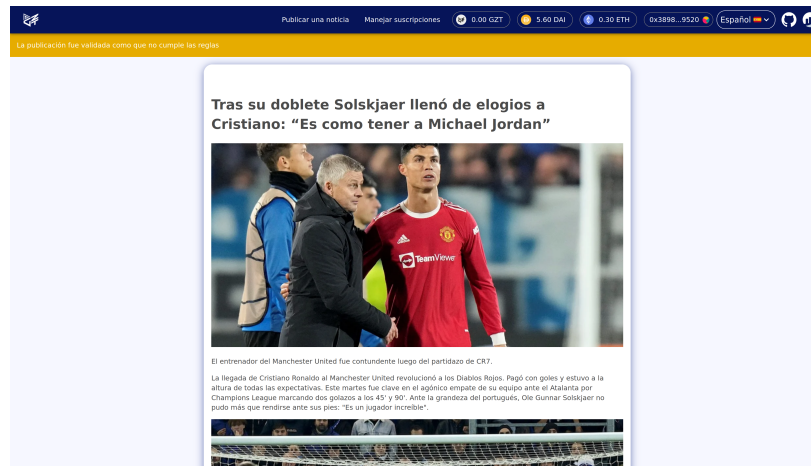 Publicar una noticia Manejar suscripciones 0.00 GZT 5.60 DAI 0.30 ETH 0x3898...9520 Español
La publicación fue validada como que no cumple las reglas
Tras su doblete Solskjaer llenó de elogios a
Cristiano: “Es como tener a Michael Jordan”
TeamViewer
El entrenador del Manchester United fue contundente luego del partidazo de CR7.
La llegada de Cristiano Ronaldo al Manchester United revolucionó a los Diablos Rojos. Pagó con goles y estuvo a la
altura de todas las expectativas. Este martes fue clave en el agónico empate de su equipo ante el Atalanta por
Champions League marcando dos golazos a los 45' y 90'. Ante la grandeza del portugués, Ole Gunnar Solskjaer no
pudo más que rendirse ante sus pies: "Es un jugador increíble".